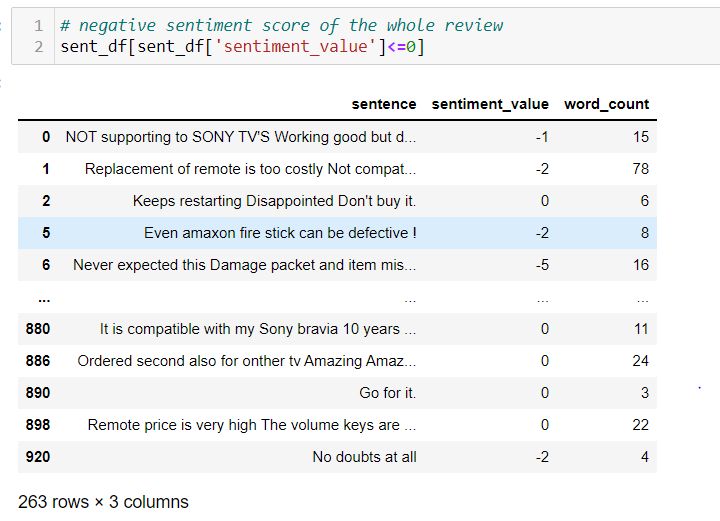 1 # negative sentiment score of the whole review
2 sent_df[sent_df['sentiment_value']<=0]
sentence sentiment_value word_count
0 NOT supporting to SONY TV'S Working good but d... -1 15
1 Replacement of remote is too costly Not compat... -2 78
2 Keeps restarting Disappointed Don't buy it. 0 6
5 Even amaxon fire stick can be defective ! -2 8
6 Never expected this Damage packet and item mis... -5 16
... ... ... ...
880 It is compatible with my Sony bravia 10 years ... 0 11
886 Ordered second also for onther tv Amazing Amaz... 0 24
890 Go for it. 0 3
898 Remote price is very high The volume keys are ... 0 22
920 No doubts at all -2 4
263 rows × 3 columns